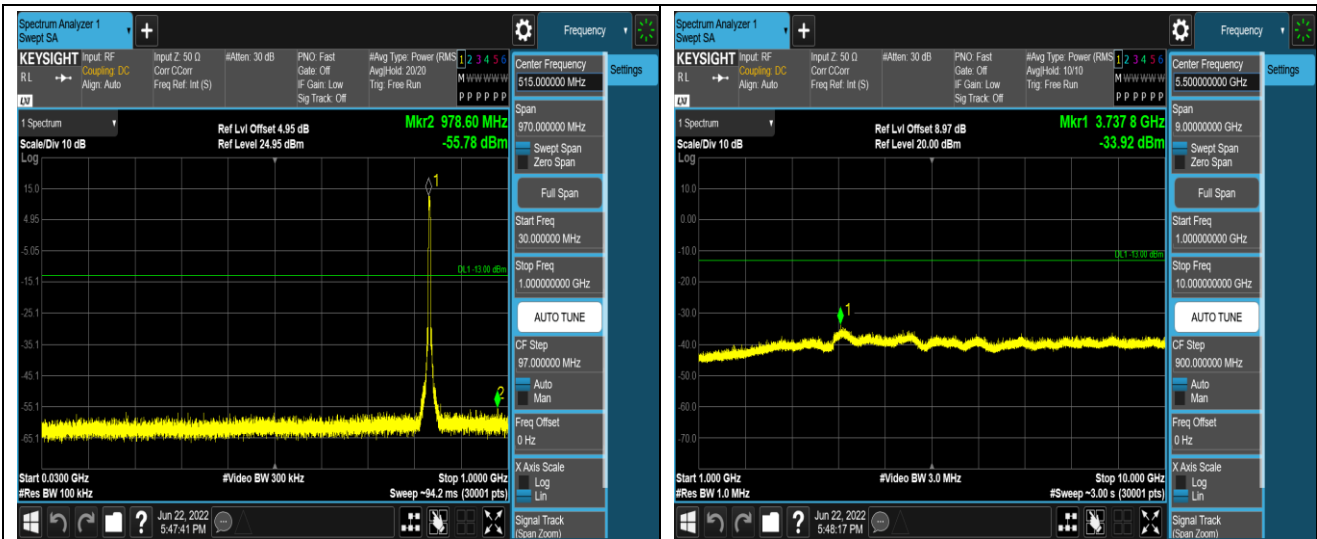 Spectrum Analyzer 1
Swept SA
+
Frequency
KEYSIGHT
RL
LXI
Input: RF
Coupling: DC
Align: Auto
Input Z: 50 Ω
Corr CCorr
Freq Ref: Int (S)
#Atten: 30 dB
PNO: Fast
Gate: Off
IF Gain: Low
Sig Track: Off
#Avg Type: Power (RMS
Avg|Hold: 20/20
Trig: Free Run
1 2 3 4 5 6
M W W W W W
P P P P P P
Center Frequency
515.000000 MHz
Settings
1 Spectrum
Scale/Div 10 dB
Log
Ref Lvl Offset 4.95 dB
Ref Level 24.95 dBm
Mkr2 978.60 MHz
-55.78 dBm
Span
970.000000 MHz
Swept Span
Zero Span
Full Span
Start Freq
30.000000 MHz
Stop Freq
1.000000000 GHz
AUTO TUNE
CF Step
97.000000 MHz
Auto
Man
Freq Offset
0 Hz
X Axis Scale
Log
Lin
Signal Track
(Span Zoom)
15.0
4.95
-5.05
-15.1
-25.1
-35.1
-45.1
-55.1
-65.1
1
DL1 -13.00 dBm
2
Start 0.0300 GHz
#Res BW 100 kHz
#Video BW 300 kHz
Stop 1.0000 GHz
Sweep ~94.2 ms (30001 pts)
?
Jun 22, 2022
5:47:41 PM
Spectrum Analyzer 1
Swept SA
+
Frequency
KEYSIGHT
RL
LXI
Input: RF
Coupling: DC
Align: Auto
Input Z: 50 Ω
Corr CCorr
Freq Ref: Int (S)
#Atten: 30 dB
PNO: Fast
Gate: Off
IF Gain: Low
Sig Track: Off
#Avg Type: Power (RMS
Avg|Hold: 10/10
Trig: Free Run
1 2 3 4 5 6
M W W W W W
P P P P P P
Center Frequency
5.500000000 GHz
Settings
1 Spectrum
Scale/Div 10 dB
Log
Ref Lvl Offset 8.97 dB
Ref Level 20.00 dBm
Mkr1 3.737 8 GHz
-33.92 dBm
Span
9.00000000 GHz
Swept Span
Zero Span
Full Span
Start Freq
1.000000000 GHz
Stop Freq
10.000000000 GHz
AUTO TUNE
CF Step
900.000000 MHz
Auto
Man
Freq Offset
0 Hz
X Axis Scale
Log
Lin
Signal Track
(Span Zoom)
10.0
0.00
-10.0
-20.0
-30.0
-40.0
-50.0
-60.0
-70.0
DL1 -13.00 dBm
1
Start 1.000 GHz
#Res BW 1.0 MHz
#Video BW 3.0 MHz
Stop 10.000 GHz
#Sweep ~3.00 s (30001 pts)
?
Jun 22, 2022
5:48:17 PM